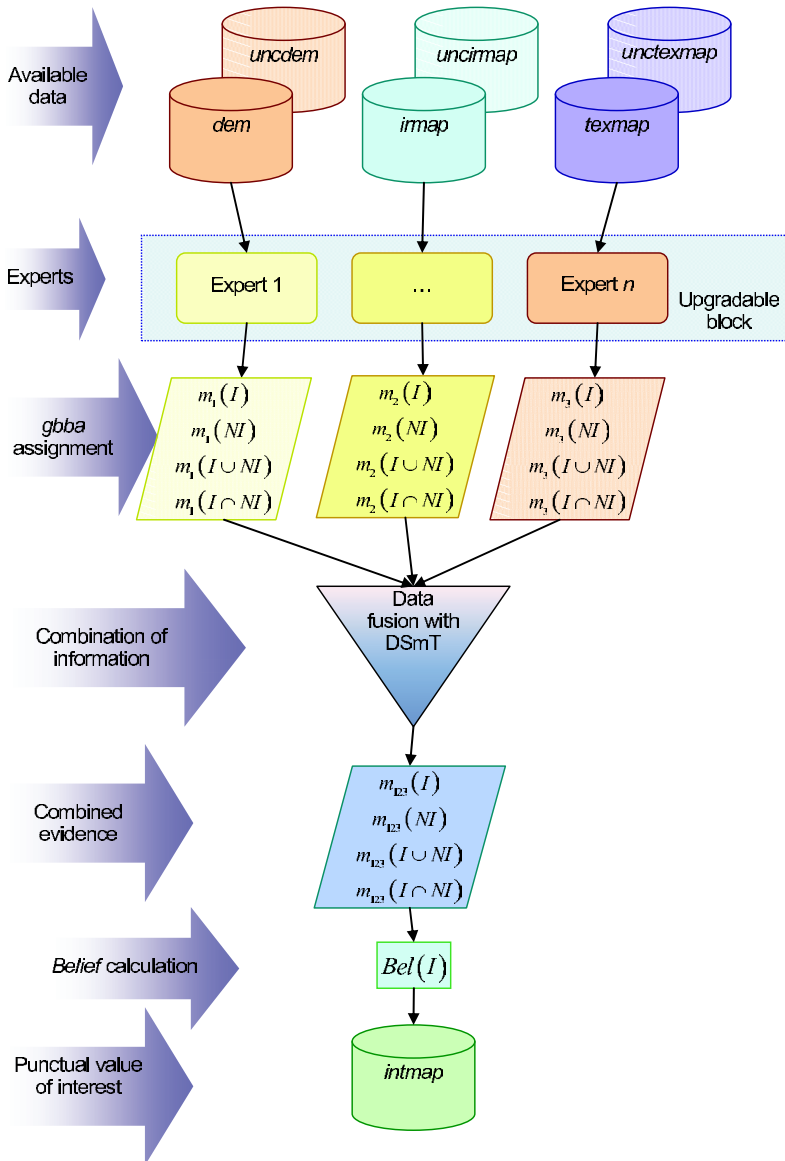 uncdem
uncirmap
unctexmap
Available
data
dem
irmap
texmap
Experts
Expert 1
...
Expert n
Upgradable
block
gbba
assignment
m₁(I)
m₁(NI)
m₁(I ∪ NI)
m₁(I ∩ NI)
m₂(I)
m₂(NI)
m₂(I ∪ NI)
m₂(I ∩ NI)
m₃(I)
m₃(NI)
m₃(I ∪ NI)
m₃(I ∩ NI)
Combination of
information
Data
fusion with
DSmT
Combined
evidence
m₁₂₃(I)
m₁₂₃(NI)
m₁₂₃(I ∪ NI)
m₁₂₃(I ∩ NI)
Belief calculation
Bel(I)
Punctual value
of interest
intmap